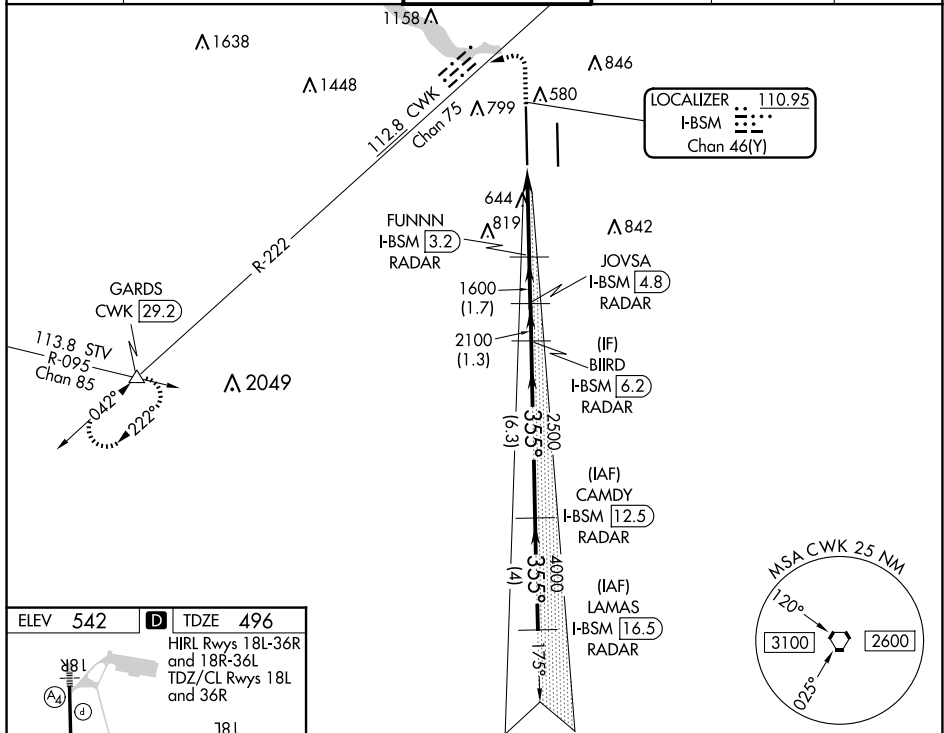 1158
1638
846
1448
112.8 CWK
Chan 75
799
580
LOCALIZER 110.95
I-BSM
Chan 46(Y)
644
819
842
FUNNN
I-BSM 3.2
RADAR
JOVSA
I-BSM 4.8
RADAR
R-222
1600
(1.7)
GARDS
CWK 29.2
2100
(1.3)
(IF)
BIIRD
I-BSM 6.2
RADAR
113.8 STV
R-095
Chan 85
2049
042°
222°
355°
2500
(6.3)
(IAF)
CAMDY
I-BSM 12.5
RADAR
355°
4000
(4)
(IAF)
LAMAS
I-BSM 16.5
RADAR
175°
MSA CWK 25 NM
120°
3100
2600
025°
ELEV 542 D TDZE 496
HIRL Rwys 18L-36R
and 18R-36L
TDZ/CL Rwys 18L
and 36R
18R
A4
P
18L